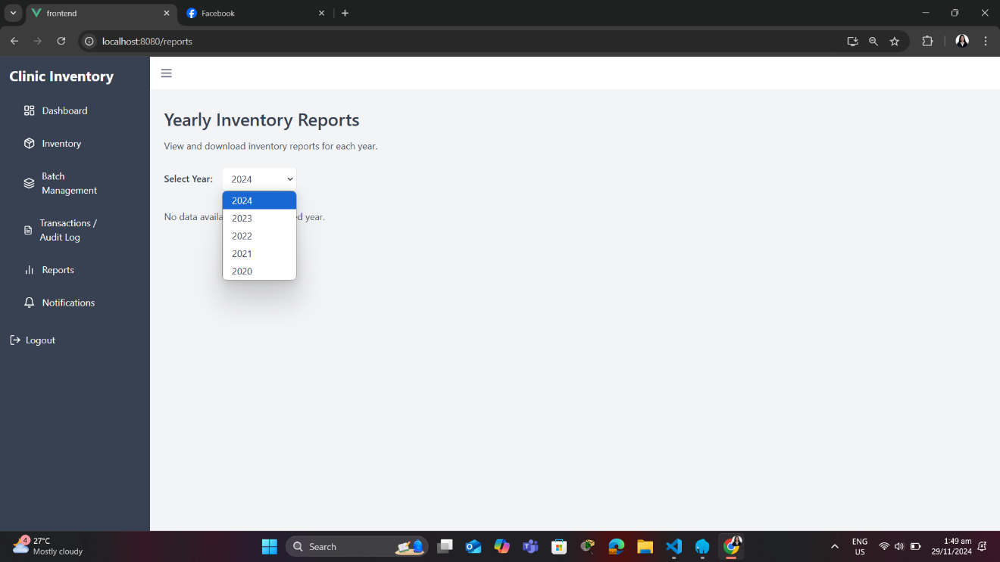 frontend
Facebook
localhost:8080/reports
Clinic Inventory
Dashboard
Inventory
Batch
Management
Transactions /
Audit Log
Reports
Notifications
Logout
Yearly Inventory Reports
View and download inventory reports for each year.
Select Year:
2024
2024
2023
2022
2021
2020
No data availa
d year.
4
27°C
Mostly cloudy
Search
ENG
US
1:49 am
29/11/2024